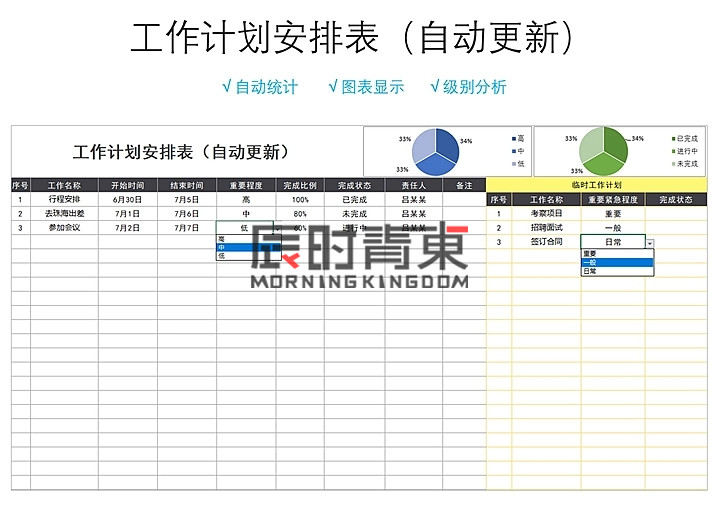 工作计划安排表（自动更新）
√ 自动统计 √ 图表显示 √ 级别分析
工作计划安排表（自动更新）
33% 34% 33% 高 中 低
33% 34% 33% 已完成 进行中 未完成
临时工作计划
序号 工作名称 开始时间 结束时间 重要程度 完成比例 完成状态 责任人 备注
1 行程安排 6月30日 7月5日 高 100% 已完成 吕某某
2 去珠海出差 7月1日 7月6日 中 80% 未完成 吕某某
3 参加会议 7月2日 7月7日 低 60% 进行中 吕某某
高
中
低
序号 工作名称 重要紧急程度 完成状态
1 考察项目 重要
2 招聘面试 一般
3 签订合同 日常
重要
一般
日常
辰时青東
MORNINGKINGDOM